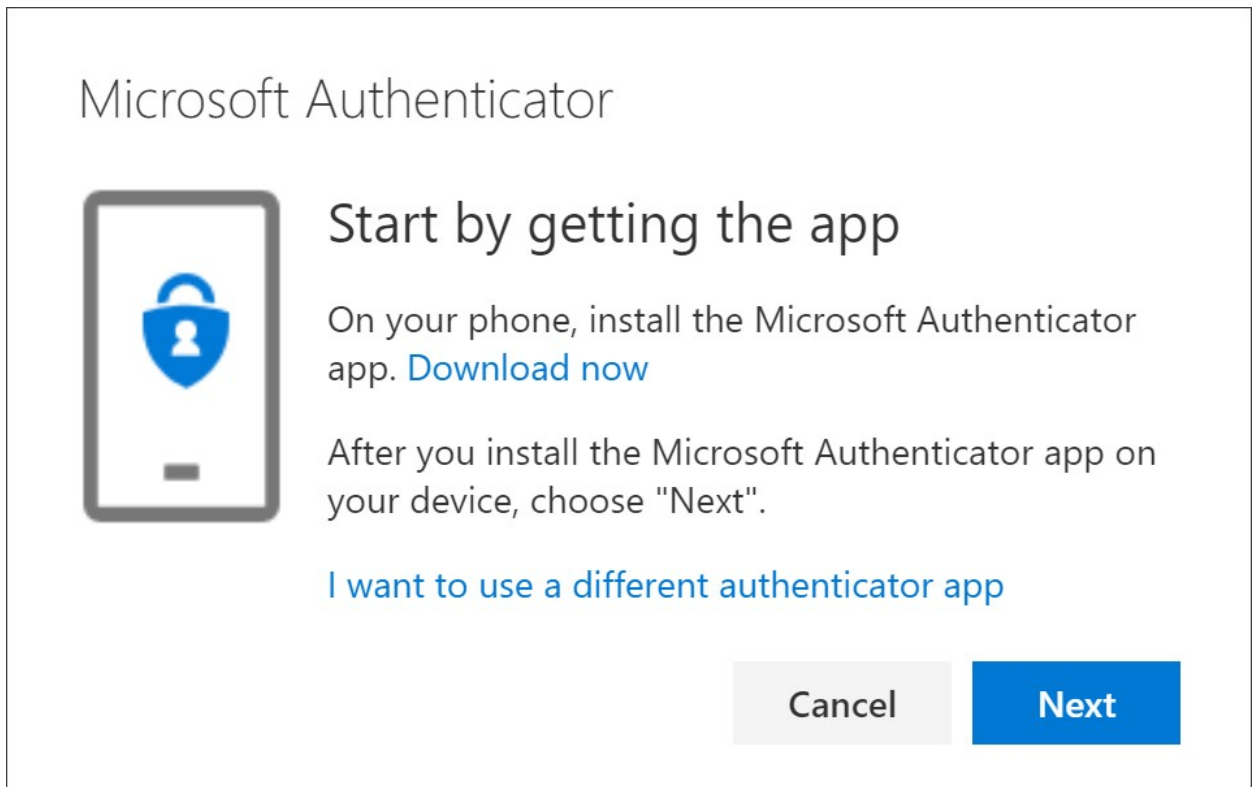 Microsoft Authenticator
Start by getting the app
On your phone, install the Microsoft Authenticator
app. Download now
After you install the Microsoft Authenticator app on
your device, choose "Next".
I want to use a different authenticator app
Cancel
Next